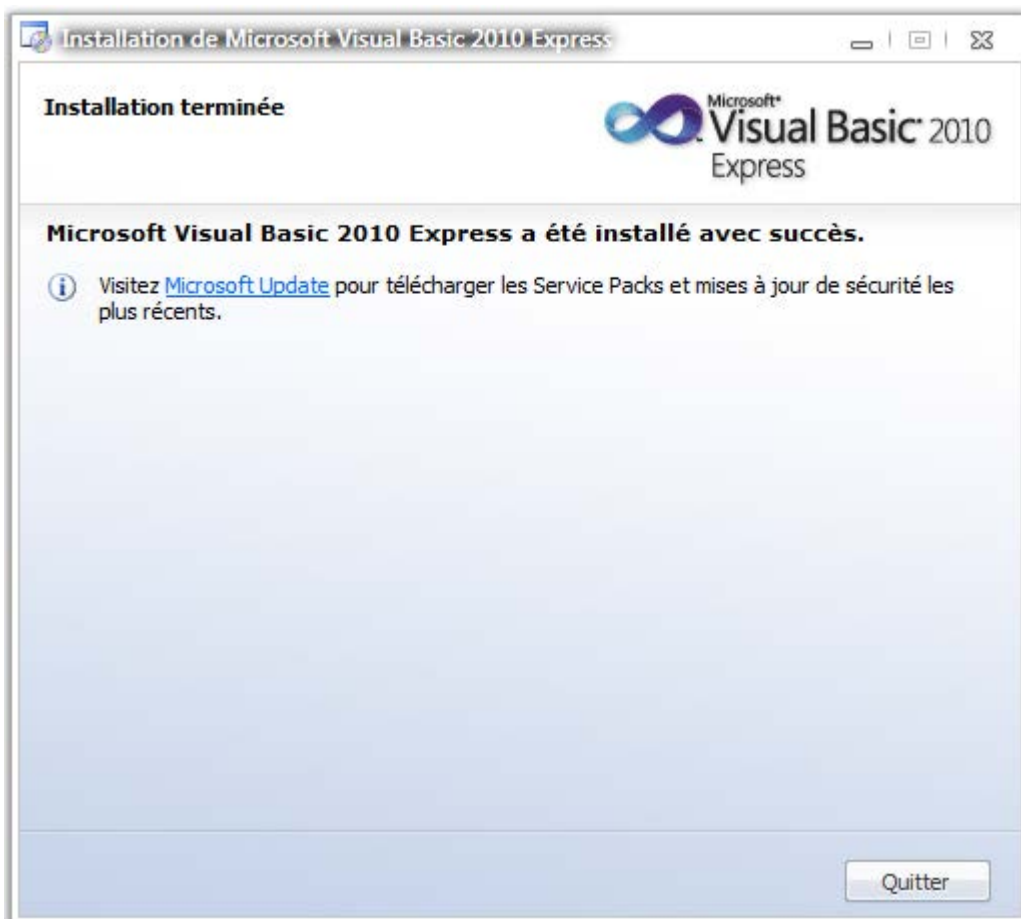 Installation de Microsoft Visual Basic 2010 Express
Installation terminée
Microsoft®
Visual Basic® 2010
Express
Microsoft Visual Basic 2010 Express a été installé avec succès.
Visitez Microsoft Update pour télécharger les Service Packs et mises à jour de sécurité les
plus récents.
Quitter